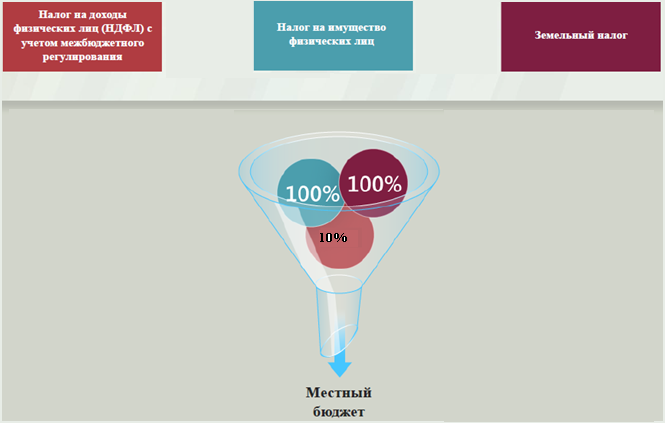 Налог на доходы
физических лиц (НДФЛ) с
учетом межбюджетного
регулирования
Налог на имущество
физических лиц
Земельный налог
100%
100%
10%
Местный
бюджет